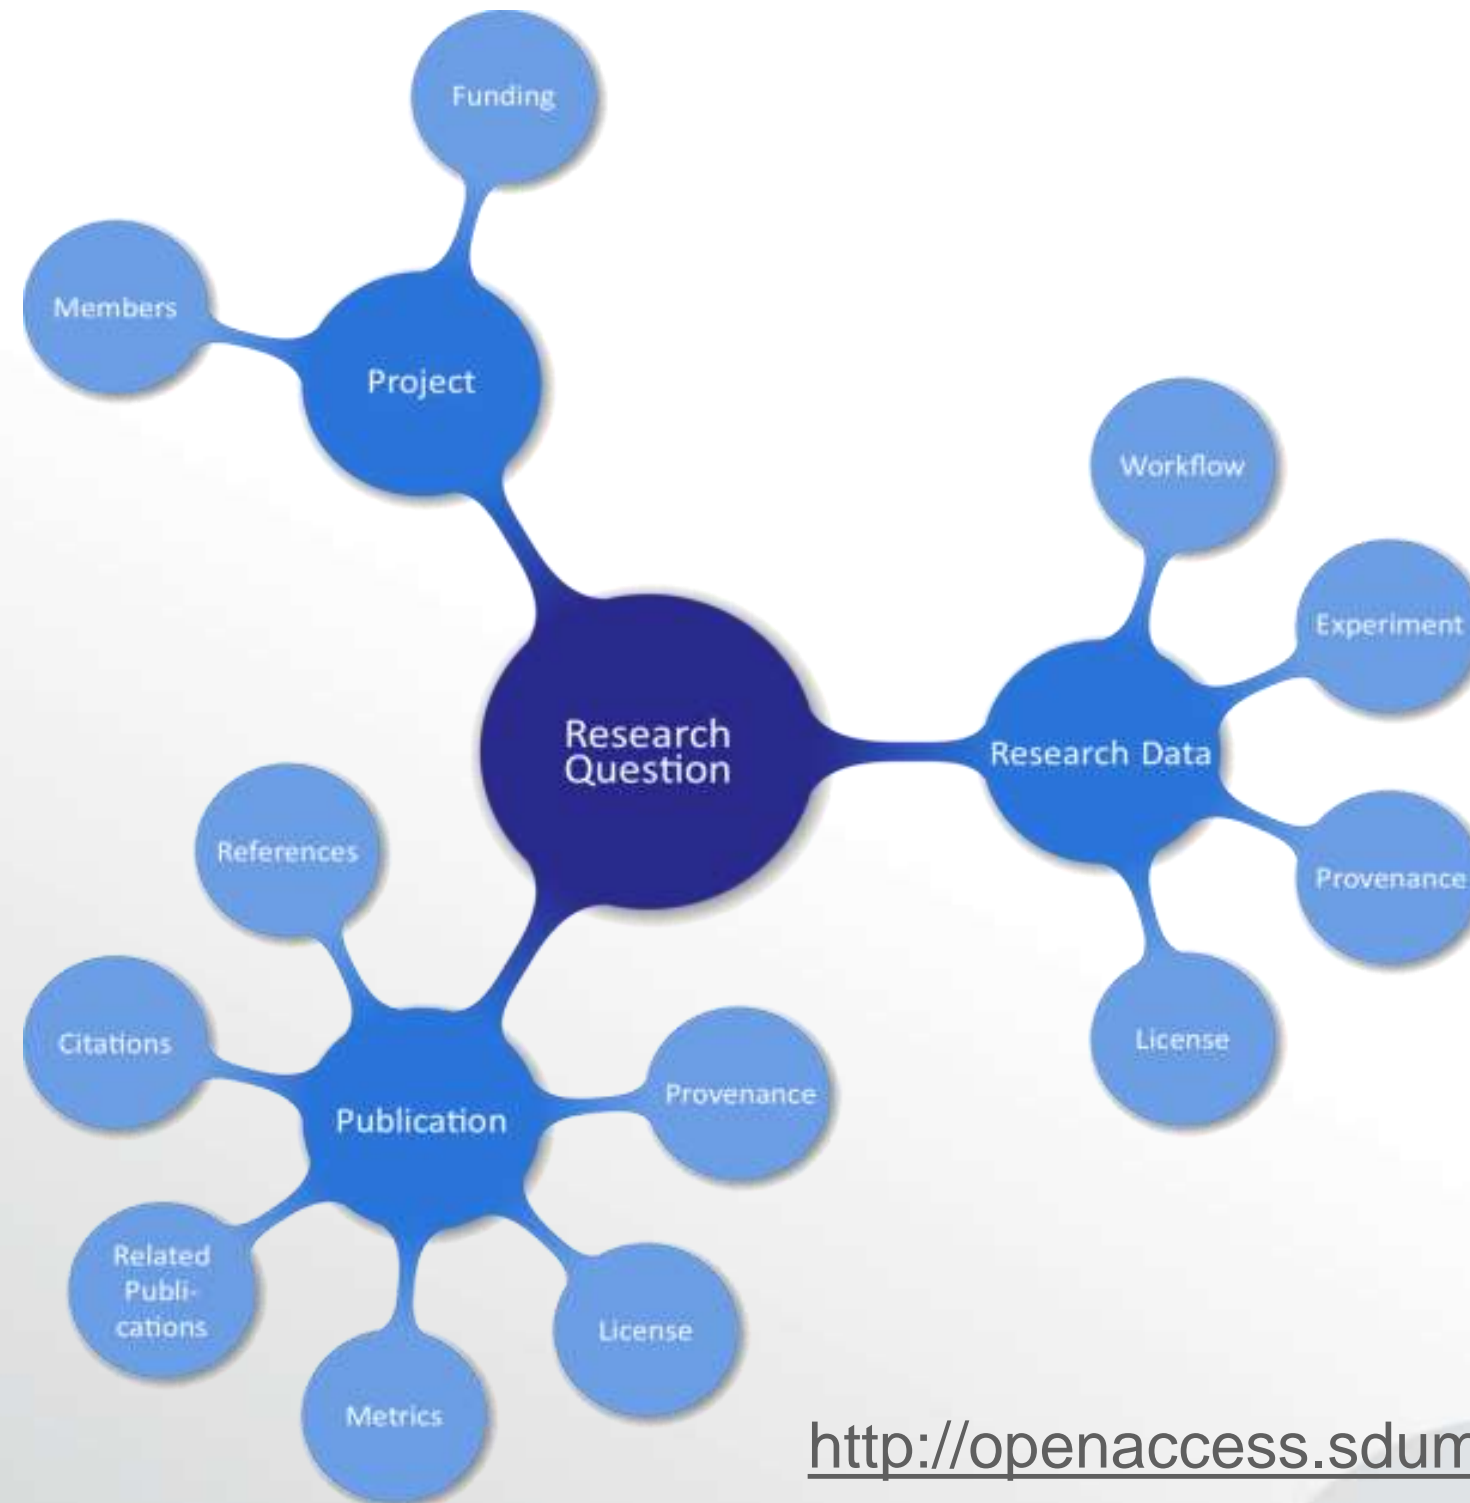 Funding
Members
Project
Workflow
Experiment
Research
Question
Research Data
References
Provenance
Citations
License
Provenance
Publication
Related
Publi-
cations
License
Metrics
http://openaccess.sdum